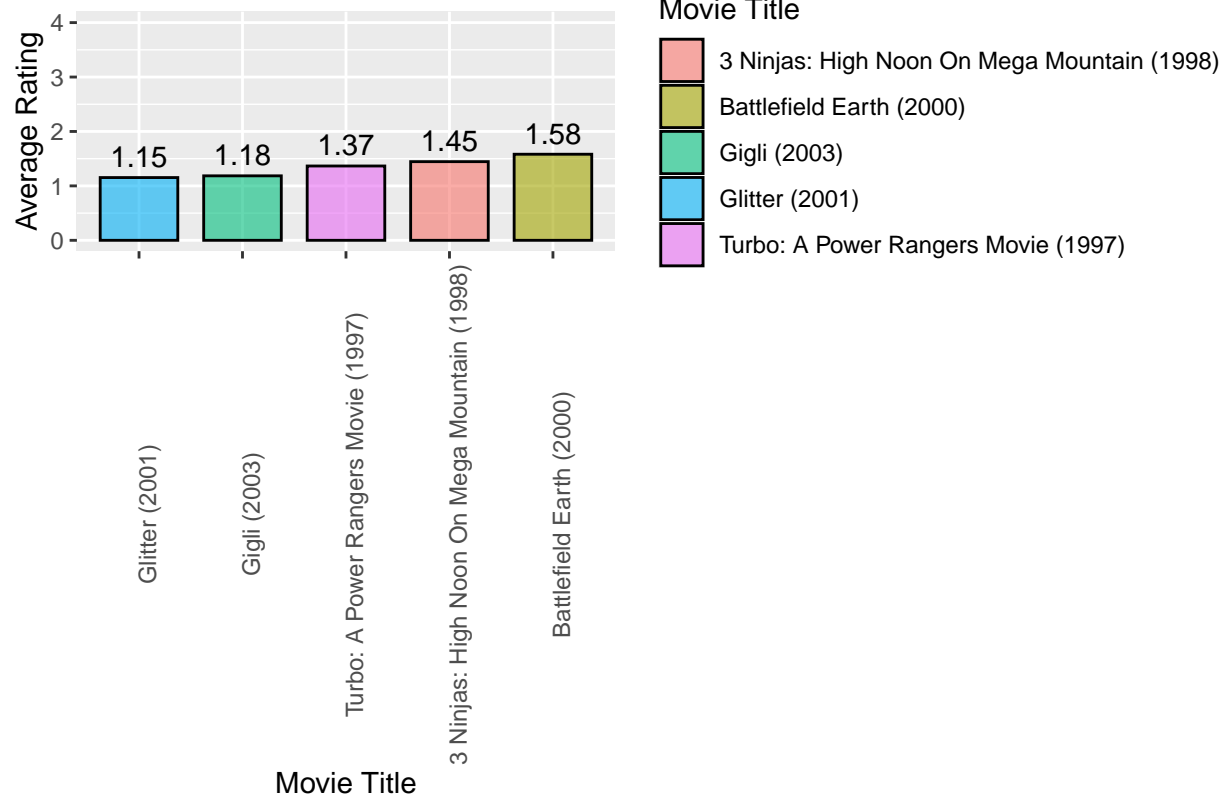 Movie Title
3 Ninjas: High Noon On Mega Mountain (1998)
Battlefield Earth (2000)
Gigli (2003)
Glitter (2001)
Turbo: A Power Rangers Movie (1997)
Average Rating
4
3
2
1
0
1.15
1.18
1.37
1.45
1.58
Glitter (2001)
Gigli (2003)
Turbo: A Power Rangers Movie (1997)
3 Ninjas: High Noon On Mega Mountain (1998)
Battlefield Earth (2000)
Movie Title